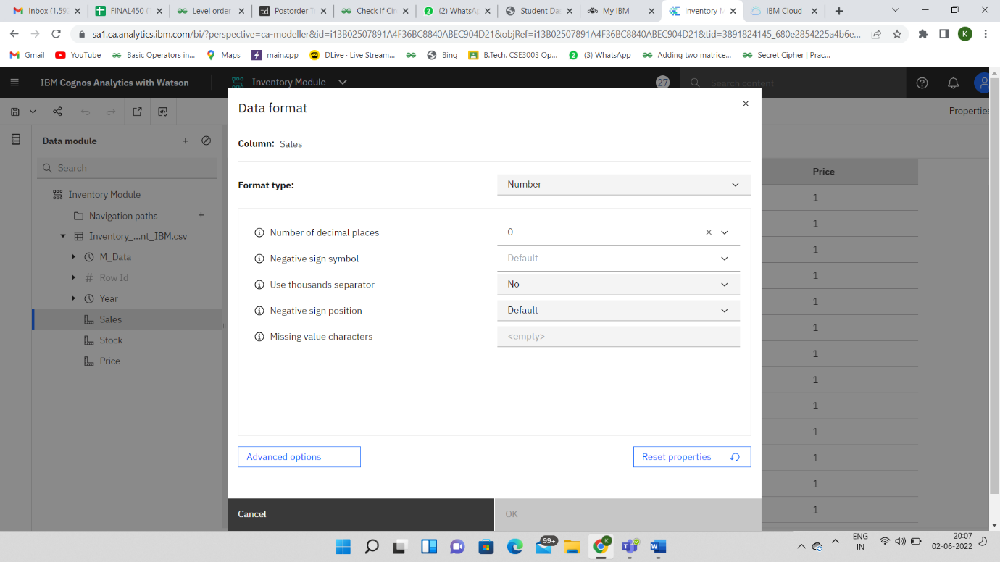 Inbox (1,59
FINAL450 (
Level order
td Postorder T
Check If Cir
2 (2) WhatsAp
Student Da
My IBM
Inventory M
IBM Cloud
sa1.ca.analytics.ibm.com/bi/?perspective=ca-modeller&id=i13B02507891A4F36BC8840ABEC904D21&objRef=i13B02507891A4F36BC8840ABEC904D21&tid=3891824145_680e2854225a4b6e...
K
Gmail
YouTube
Basic Operators in...
Maps
main.cpp
DLive · Live Stream...
Bing
B.Tech. CSE3003 Op...
2 (3) WhatsApp
Adding two matrice...
Secret Cipher | Prac...
IBM Cognos Analytics with Watson
Inventory Module
27
Search content
Properties
Data module
Search
Inventory Module
Navigation paths
Inventory_...nt_IBM.csv
M_Data
# Row Id
Year
Sales
Stock
Price
Data format
Column: Sales
Format type: Number
Number of decimal places 0
Negative sign symbol Default
Use thousands separator No
Negative sign position Default
Missing value characters <empty>
Advanced options
Reset properties
Cancel
OK
Price
1
1
1
1
1
1
1
1
1
1
1
1
1
99+
K
ENG
IN
20:07
02-06-2022